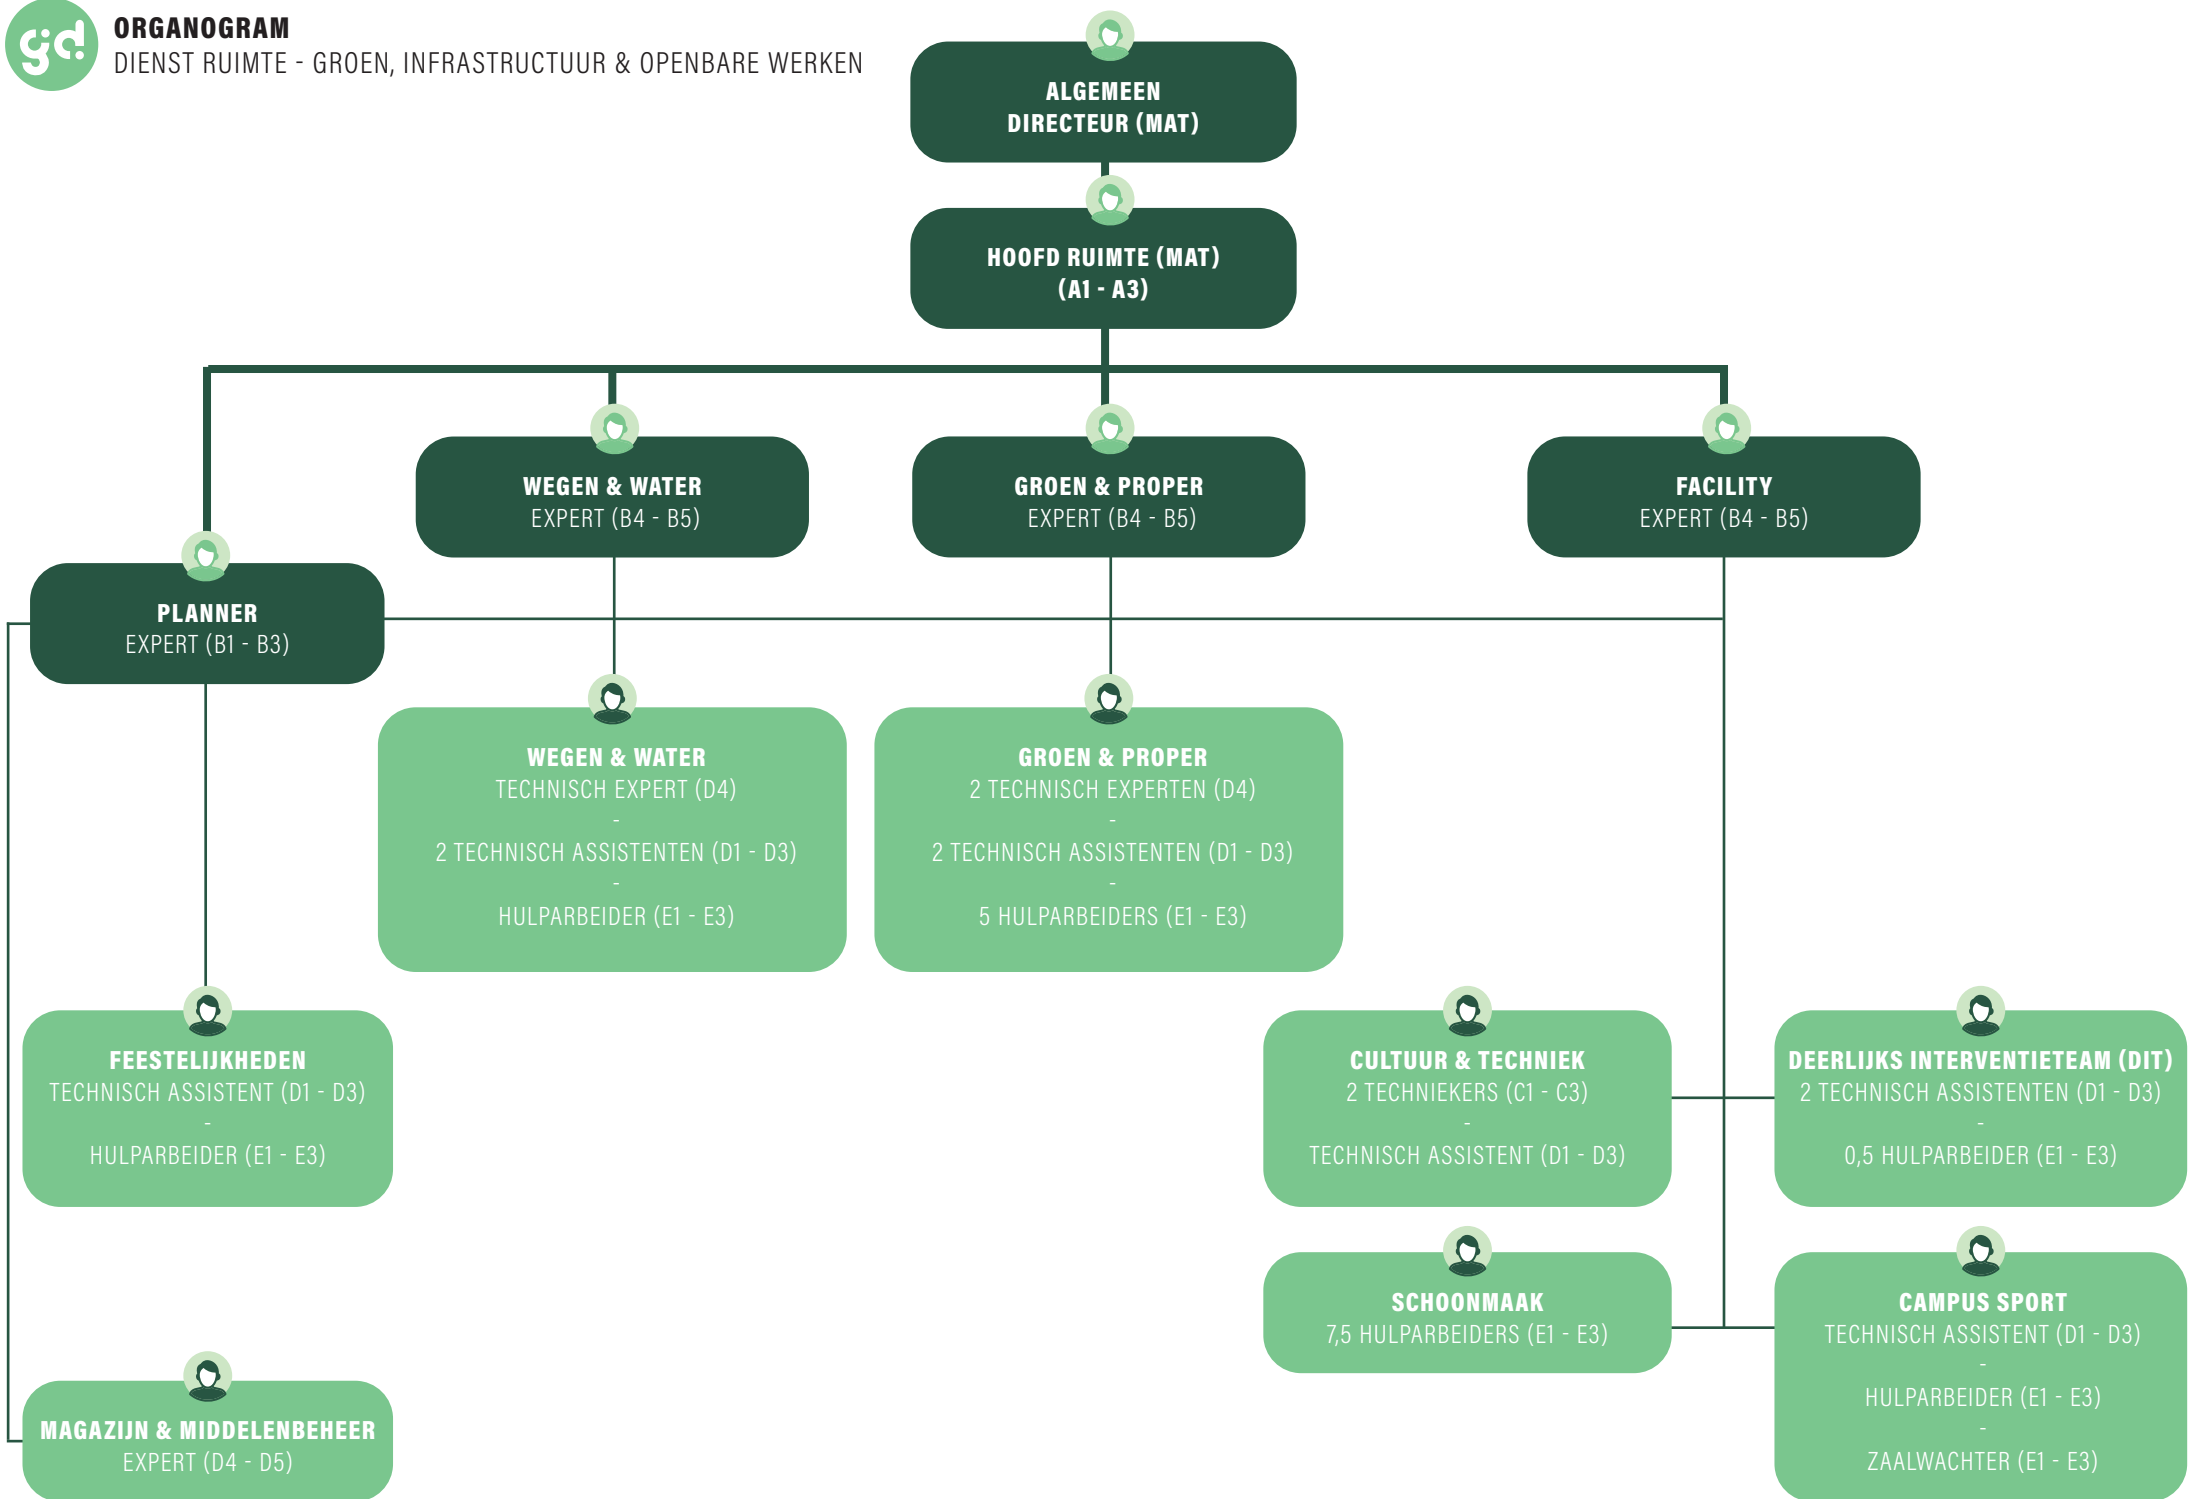 gid
ORGANOGRAM
DIENST RUIMTE - GROEN, INFRASTRUCTUUR & OPENBARE WERKEN
ALGEMEEN
DIRECTEUR (MAT)
HOOFD RUIMTE (MAT)
(A1 - A3)
WEGEN & WATER
EXPERT (B4 - B5)
GROEN & PROPER
EXPERT (B4 - B5)
FACILITY
EXPERT (B4 - B5)
PLANNER
EXPERT (B1 - B3)
WEGEN & WATER
TECHNISCH EXPERT (D4)
-
2 TECHNISCH ASSISTENTEN (D1 - D3)
-
HULPARBEIDER (E1 - E3)
GROEN & PROPER
2 TECHNISCH EXPERTEN (D4)
-
2 TECHNISCH ASSISTENTEN (D1 - D3)
-
5 HULPARBEIDERS (E1 - E3)
FEESTELIJKHEDEN
TECHNISCH ASSISTENT (D1 - D3)
-
HULPARBEIDER (E1 - E3)
CULTUUR & TECHNIEK
2 TECHNIEKERS (C1 - C3)
-
TECHNISCH ASSISTENT (D1 - D3)
DEERLIJKS INTERVENTIETEAM (DIT)
2 TECHNISCH ASSISTENTEN (D1 - D3)
-
0,5 HULPARBEIDER (E1 - E3)
SCHOONMAAK
7,5 HULPARBEIDERS (E1 - E3)
CAMPUS SPORT
TECHNISCH ASSISTENT (D1 - D3)
-
HULPARBEIDER (E1 - E3)
-
ZAALWACHTER (E1 - E3)
MAGAZIJN & MIDDELENBEHEER
EXPERT (D4 - D5)